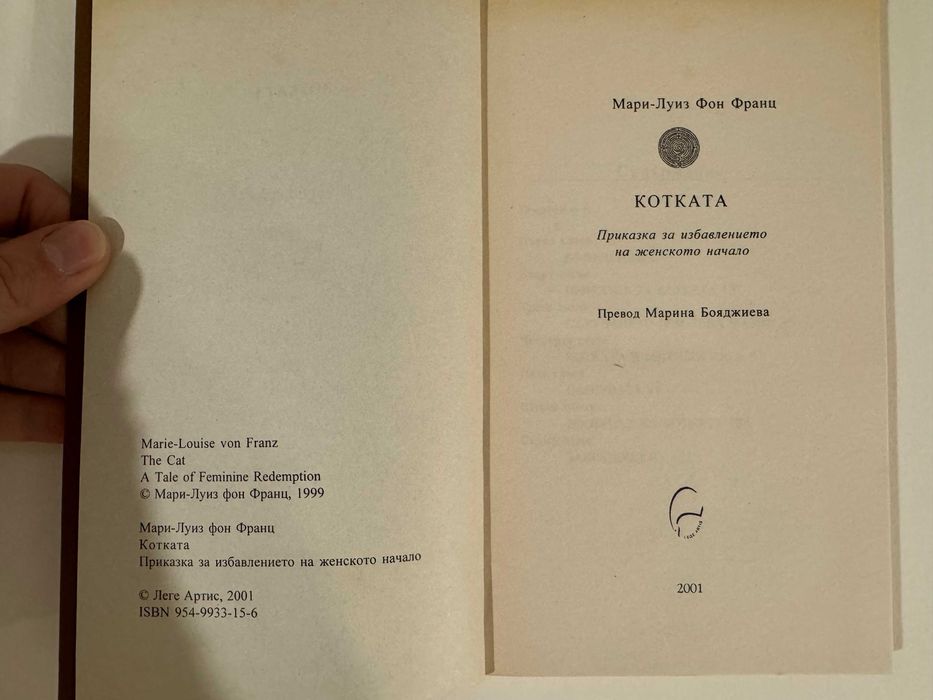 Marie-Louise von Franz
The Cat
A Tale of Feminine Redemption
© Мари-Луиз фон Франц, 1999
Мари-Луиз фон Франц
Котката
Приказка за избавлението на женското начало
© Леге Артис, 2001
ISBN 954-9933-15-6
Мари-Луиз Фон Франц
КОТКАТА
Приказка за избавлението
на женското начало
Превод Марина Бояджиева
2001